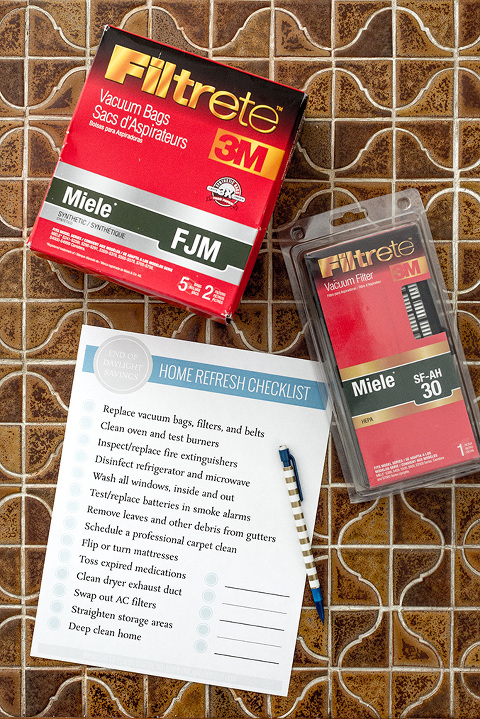 Filtrete™
Vacuum Bags
Sacs d'Aspirateurs
Bolsas para Aspiradoras
3M
Miele*
SYNTHETIC / SYNTHÉTIQUE
FJM
5
2
Filtrete
3M
Vacuum Filter
Miele*
SF-AH
30
HEPA
1
END OF
DAYLIGHT
SAVINGS
HOME REFRESH CHECKLIST
Replace vacuum bags, filters, and belts
Clean oven and test burners
Inspect/replace fire extinguishers
Disinfect refrigerator and microwave
Wash all windows, inside and out
Test/replace batteries in smoke alarms
Remove leaves and other debris from gutters
Schedule a professional carpet clean
Flip or turn mattresses
Toss expired medications
Clean dryer exhaust duct
Swap out AC filters
Straighten storage areas
Deep clean home